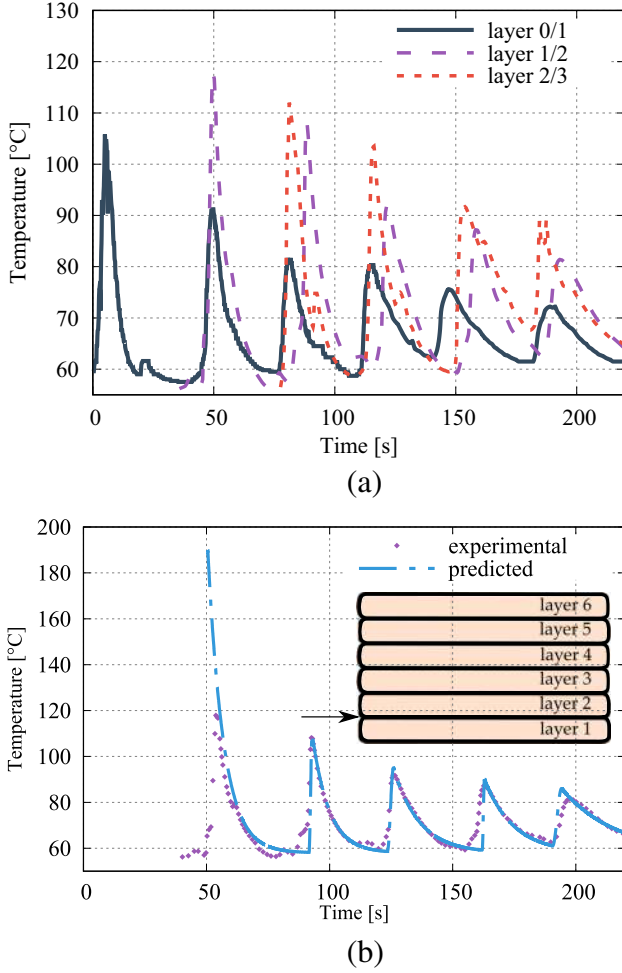 130
120
110
100
90
80
70
60
Temperature [°C]
layer 0/1
layer 1/2
layer 2/3
0 50 100 150 200
Time [s]
(a)
200
180
160
140
120
100
80
60
Temperature [°C]
experimental
predicted
layer 6
layer 5
layer 4
layer 3
layer 2
layer 1
0 50 100 150 200
Time [s]
(b)